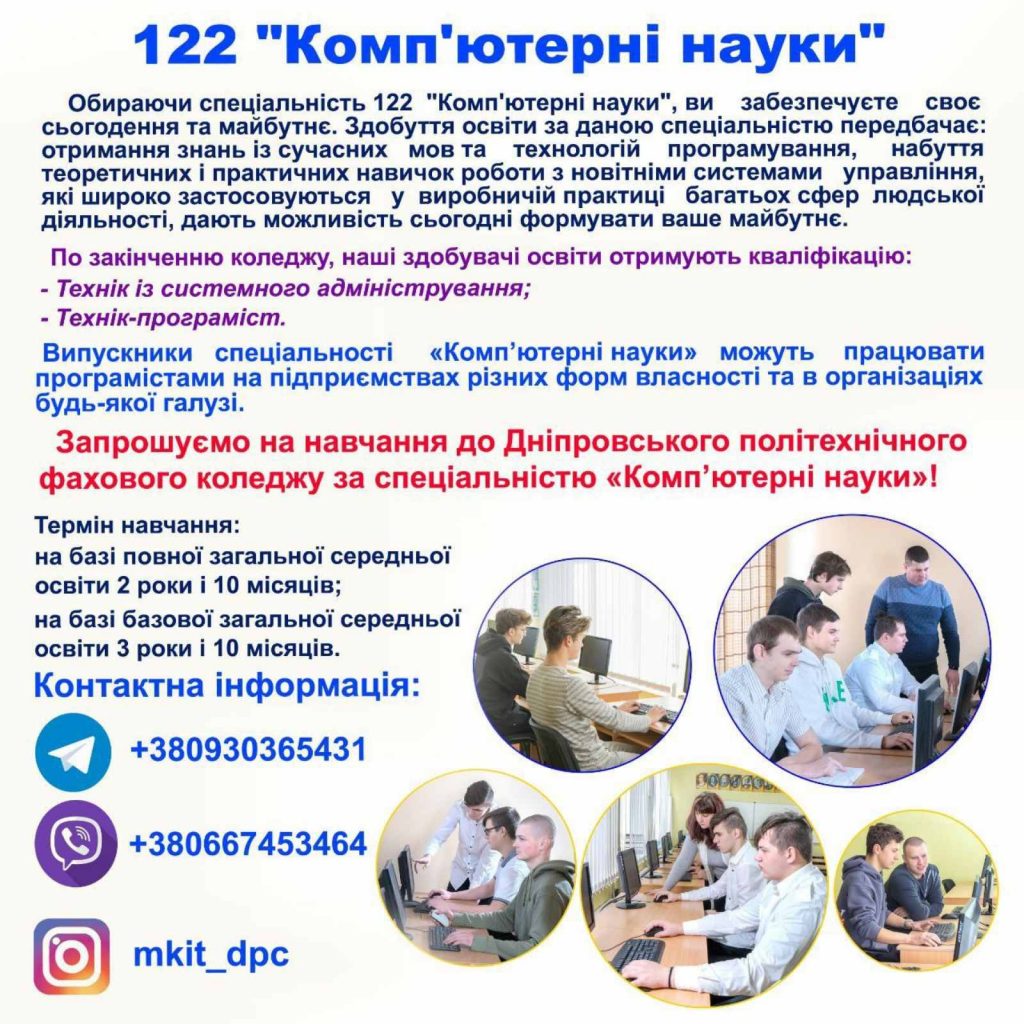 122 "Комп'ютерні науки"
Обираючи спеціальність 122 "Комп'ютерні науки", ви забезпечуєте своє
сьогодення та майбутнє. Здобуття освіти за даною спеціальністю передбачає:
отримання знань із сучасних мов та технологій програмування, набуття
теоретичних і практичних навичок роботи з новітніми системами управління,
які широко застосовуються у виробничій практиці багатьох сфер людської
діяльності, дають можливість сьогодні формувати ваше майбутнє.
По закінченню коледжу, наші здобувачі освіти отримують кваліфікацію:
- Технік із системного адміністрування;
- Технік-програміст.
Випускники спеціальності «Комп’ютерні науки» можуть працювати
програмістами на підприємствах різних форм власності та в організаціях
будь-якої галузі.
Запрошуємо на навчання до Дніпровського політехнічного
фахового коледжу за спеціальністю «Комп’ютерні науки»!
Термін навчання:
на базі повної загальної середньої
освіти 2 роки і 10 місяців;
на базі базової загальної середньої
освіти 3 роки і 10 місяців.
Контактна інформація:
+380930365431
+380667453464
mkit_dpc